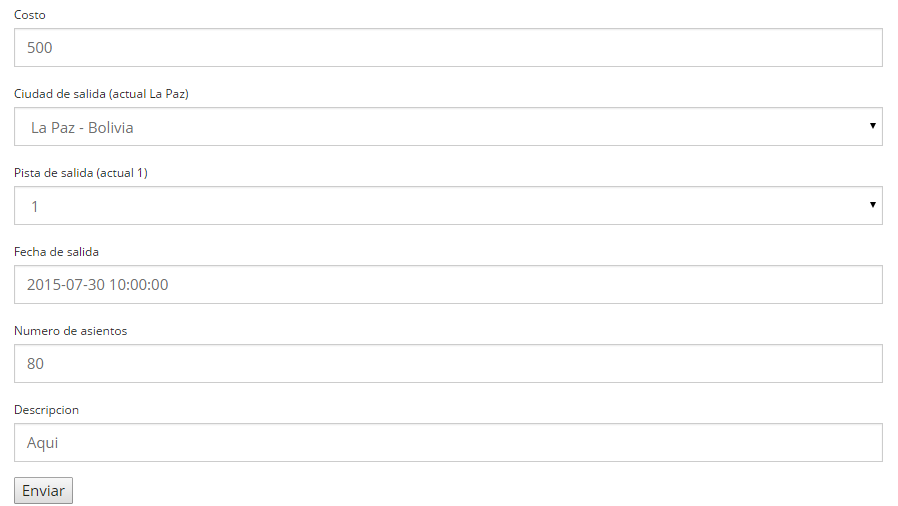 Costo
500
Ciudad de salida (actual La Paz)
La Paz - Bolivia
Pista de salida (actual 1)
1
Fecha de salida
2015-07-30 10:00:00
Numero de asientos
80
Descripcion
Aqui
Enviar